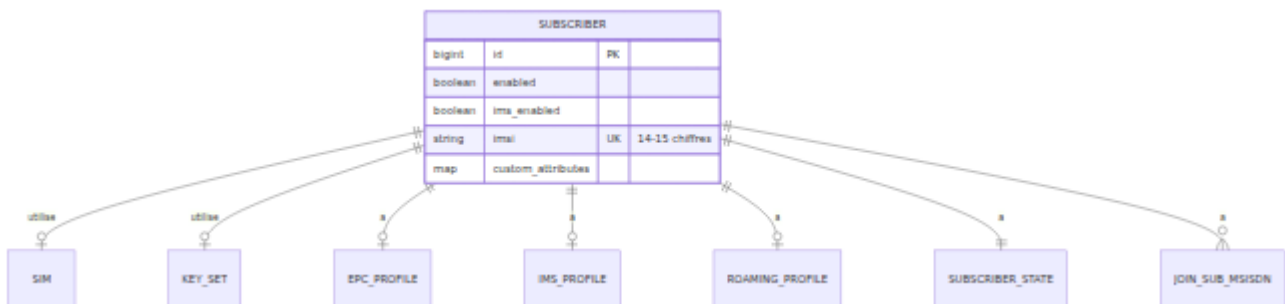 SUBSCRIBER
bigint id PK
boolean enabled
boolean ims_enabled
string imsi UK 14-15 chiffres
map custom_attributes
utilise utilise a a a a a
SIM KEY_SET EPC_PROFILE IMS_PROFILE ROAMING_PROFILE SUBSCRIBER_STATE JOIN_SUB_MSISDN